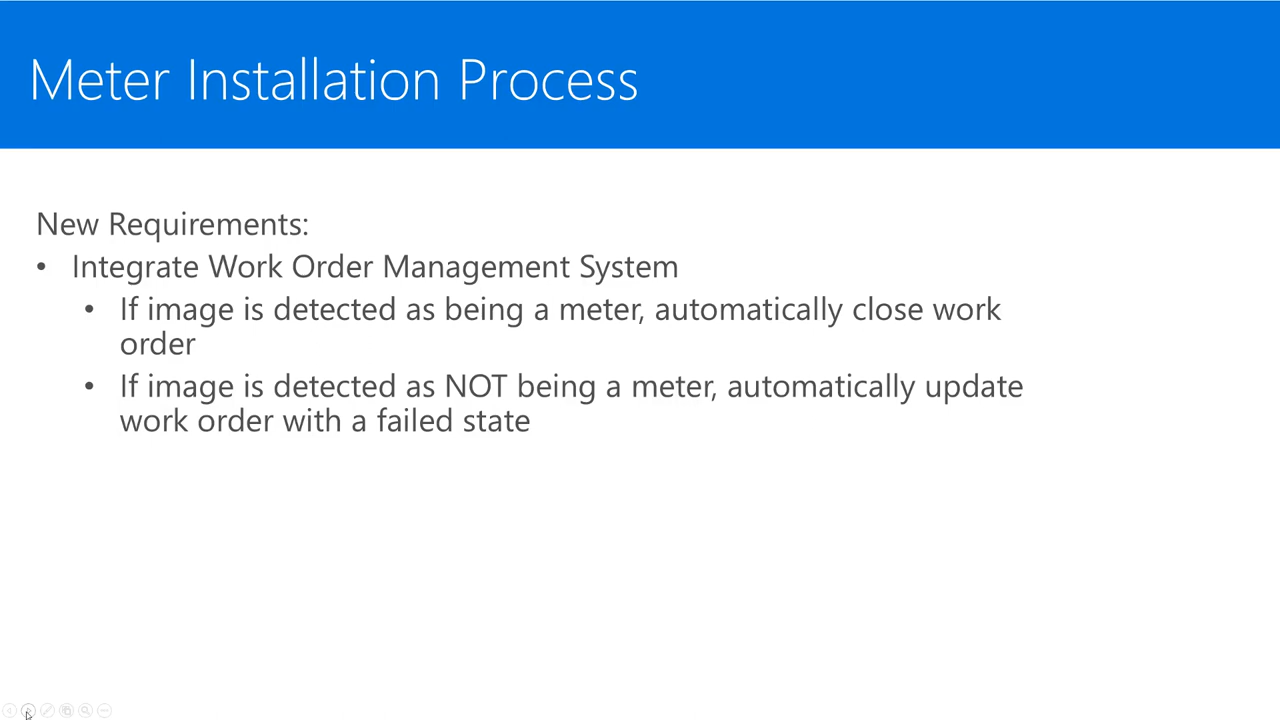 Meter Installation Process
New Requirements:
• Integrate Work Order Management System
• If image is detected as being a meter, automatically close work
order
• If image is detected as NOT being a meter, automatically update
work order with a failed state